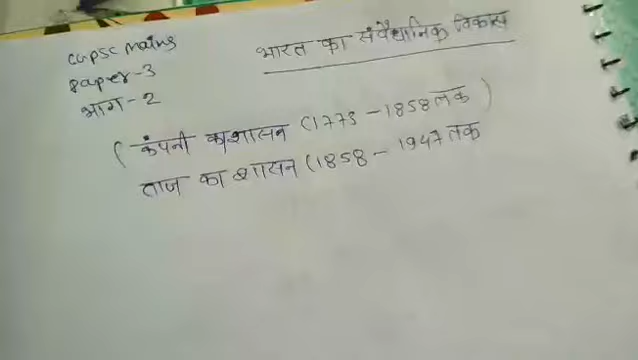 CGPSC Mains
paper-3
भाग-2
भारत का संवैधानिक विकास
( कंपनी का शासन (1773 - 1858 तक )
ताज का शासन (1858 - 1947 तक